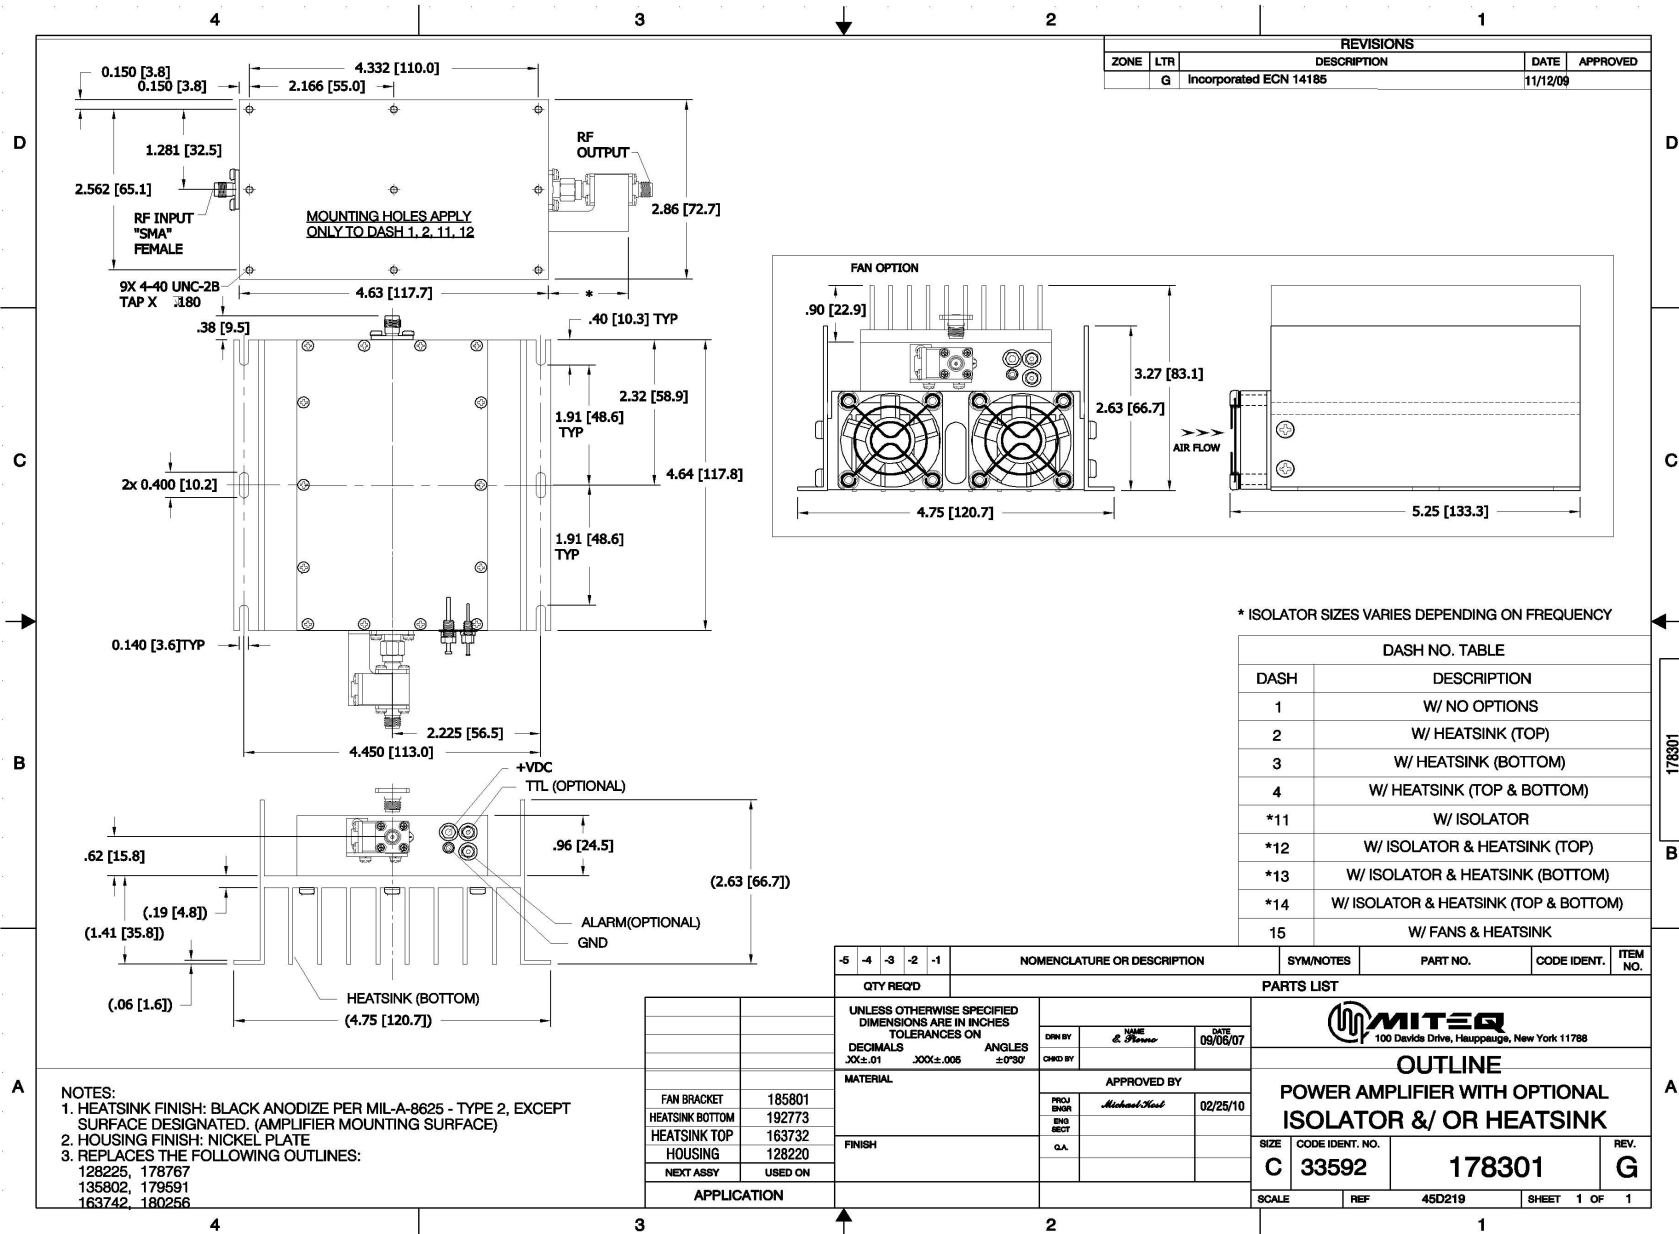 4
3
2
1
REVISIONS
ZONE LTR DESCRIPTION DATE APPROVED
G Incorporated ECN 14185 11/12/09
D
D
0.150 [3.8]
0.150 [3.8]
4.332 [110.0]
2.166 [55.0]
1.281 [32.5]
2.562 [65.1]
RF INPUT
"SMA"
FEMALE
MOUNTING HOLES APPLY
ONLY TO DASH 1, 2, 11, 12
RF
OUTPUT
2.86 [72.7]
9X 4-40 UNC-2B
TAP X .180
4.63 [117.7]
*
.38 [9.5]
.40 [10.3] TYP
2.32 [58.9]
1.91 [48.6]
TYP
4.64 [117.8]
2x 0.400 [10.2]
1.91 [48.6]
TYP
0.140 [3.6]TYP
2.225 [56.5]
4.450 [113.0]
C
C
FAN OPTION
.90 [22.9]
3.27 [83.1]
2.63 [66.7]
AIR FLOW
4.75 [120.7]
5.25 [133.3]
* ISOLATOR SIZES VARIES DEPENDING ON FREQUENCY
DASH NO. TABLE
DASH DESCRIPTION
1 W/ NO OPTIONS
2 W/ HEATSINK (TOP)
3 W/ HEATSINK (BOTTOM)
4 W/ HEATSINK (TOP & BOTTOM)
*11 W/ ISOLATOR
*12 W/ ISOLATOR & HEATSINK (TOP)
*13 W/ ISOLATOR & HEATSINK (BOTTOM)
*14 W/ ISOLATOR & HEATSINK (TOP & BOTTOM)
15 W/ FANS & HEATSINK
178301
B
B
+VDC
TTL (OPTIONAL)
.62 [15.8]
.96 [24.5]
(2.63 [66.7])
(.19 [4.8])
(1.41 [35.8])
ALARM(OPTIONAL)
GND
(.06 [1.6])
HEATSINK (BOTTOM)
(4.75 [120.7])
-5 -4 -3 -2 -1 NOMENCLATURE OR DESCRIPTION SYM/NOTES PART NO. CODE IDENT. ITEM NO.
QTY REQ'D PARTS LIST
UNLESS OTHERWISE SPECIFIED
DIMENSIONS ARE IN INCHES
TOLERANCES ON
DECIMALS ANGLES
.XX±.01 .XXX±.005 ±0°30'
MATERIAL
FINISH
NAME DATE
DRN BY 09/06/07
CHKD BY
APPROVED BY
PROJ ENGR Michael Kost 02/25/10
ENG SECT
Q.A.
MITEQ
100 Davids Drive, Hauppauge, New York 11788
OUTLINE
POWER AMPLIFIER WITH OPTIONAL
ISOLATOR &/ OR HEATSINK
SIZE CODE IDENT. NO. REV.
C 33592 178301 G
SCALE REF 45D219 SHEET 1 OF 1
FAN BRACKET 185801
HEATSINK BOTTOM 192773
HEATSINK TOP 163732
HOUSING 128220
NEXT ASSY USED ON
APPLICATION
A
A
NOTES:
1. HEATSINK FINISH: BLACK ANODIZE PER MIL-A-8625 - TYPE 2, EXCEPT
SURFACE DESIGNATED. (AMPLIFIER MOUNTING SURFACE)
2. HOUSING FINISH: NICKEL PLATE
3. REPLACES THE FOLLOWING OUTLINES:
128225, 178767
135802, 179591
163742, 180256
4
3
2
1